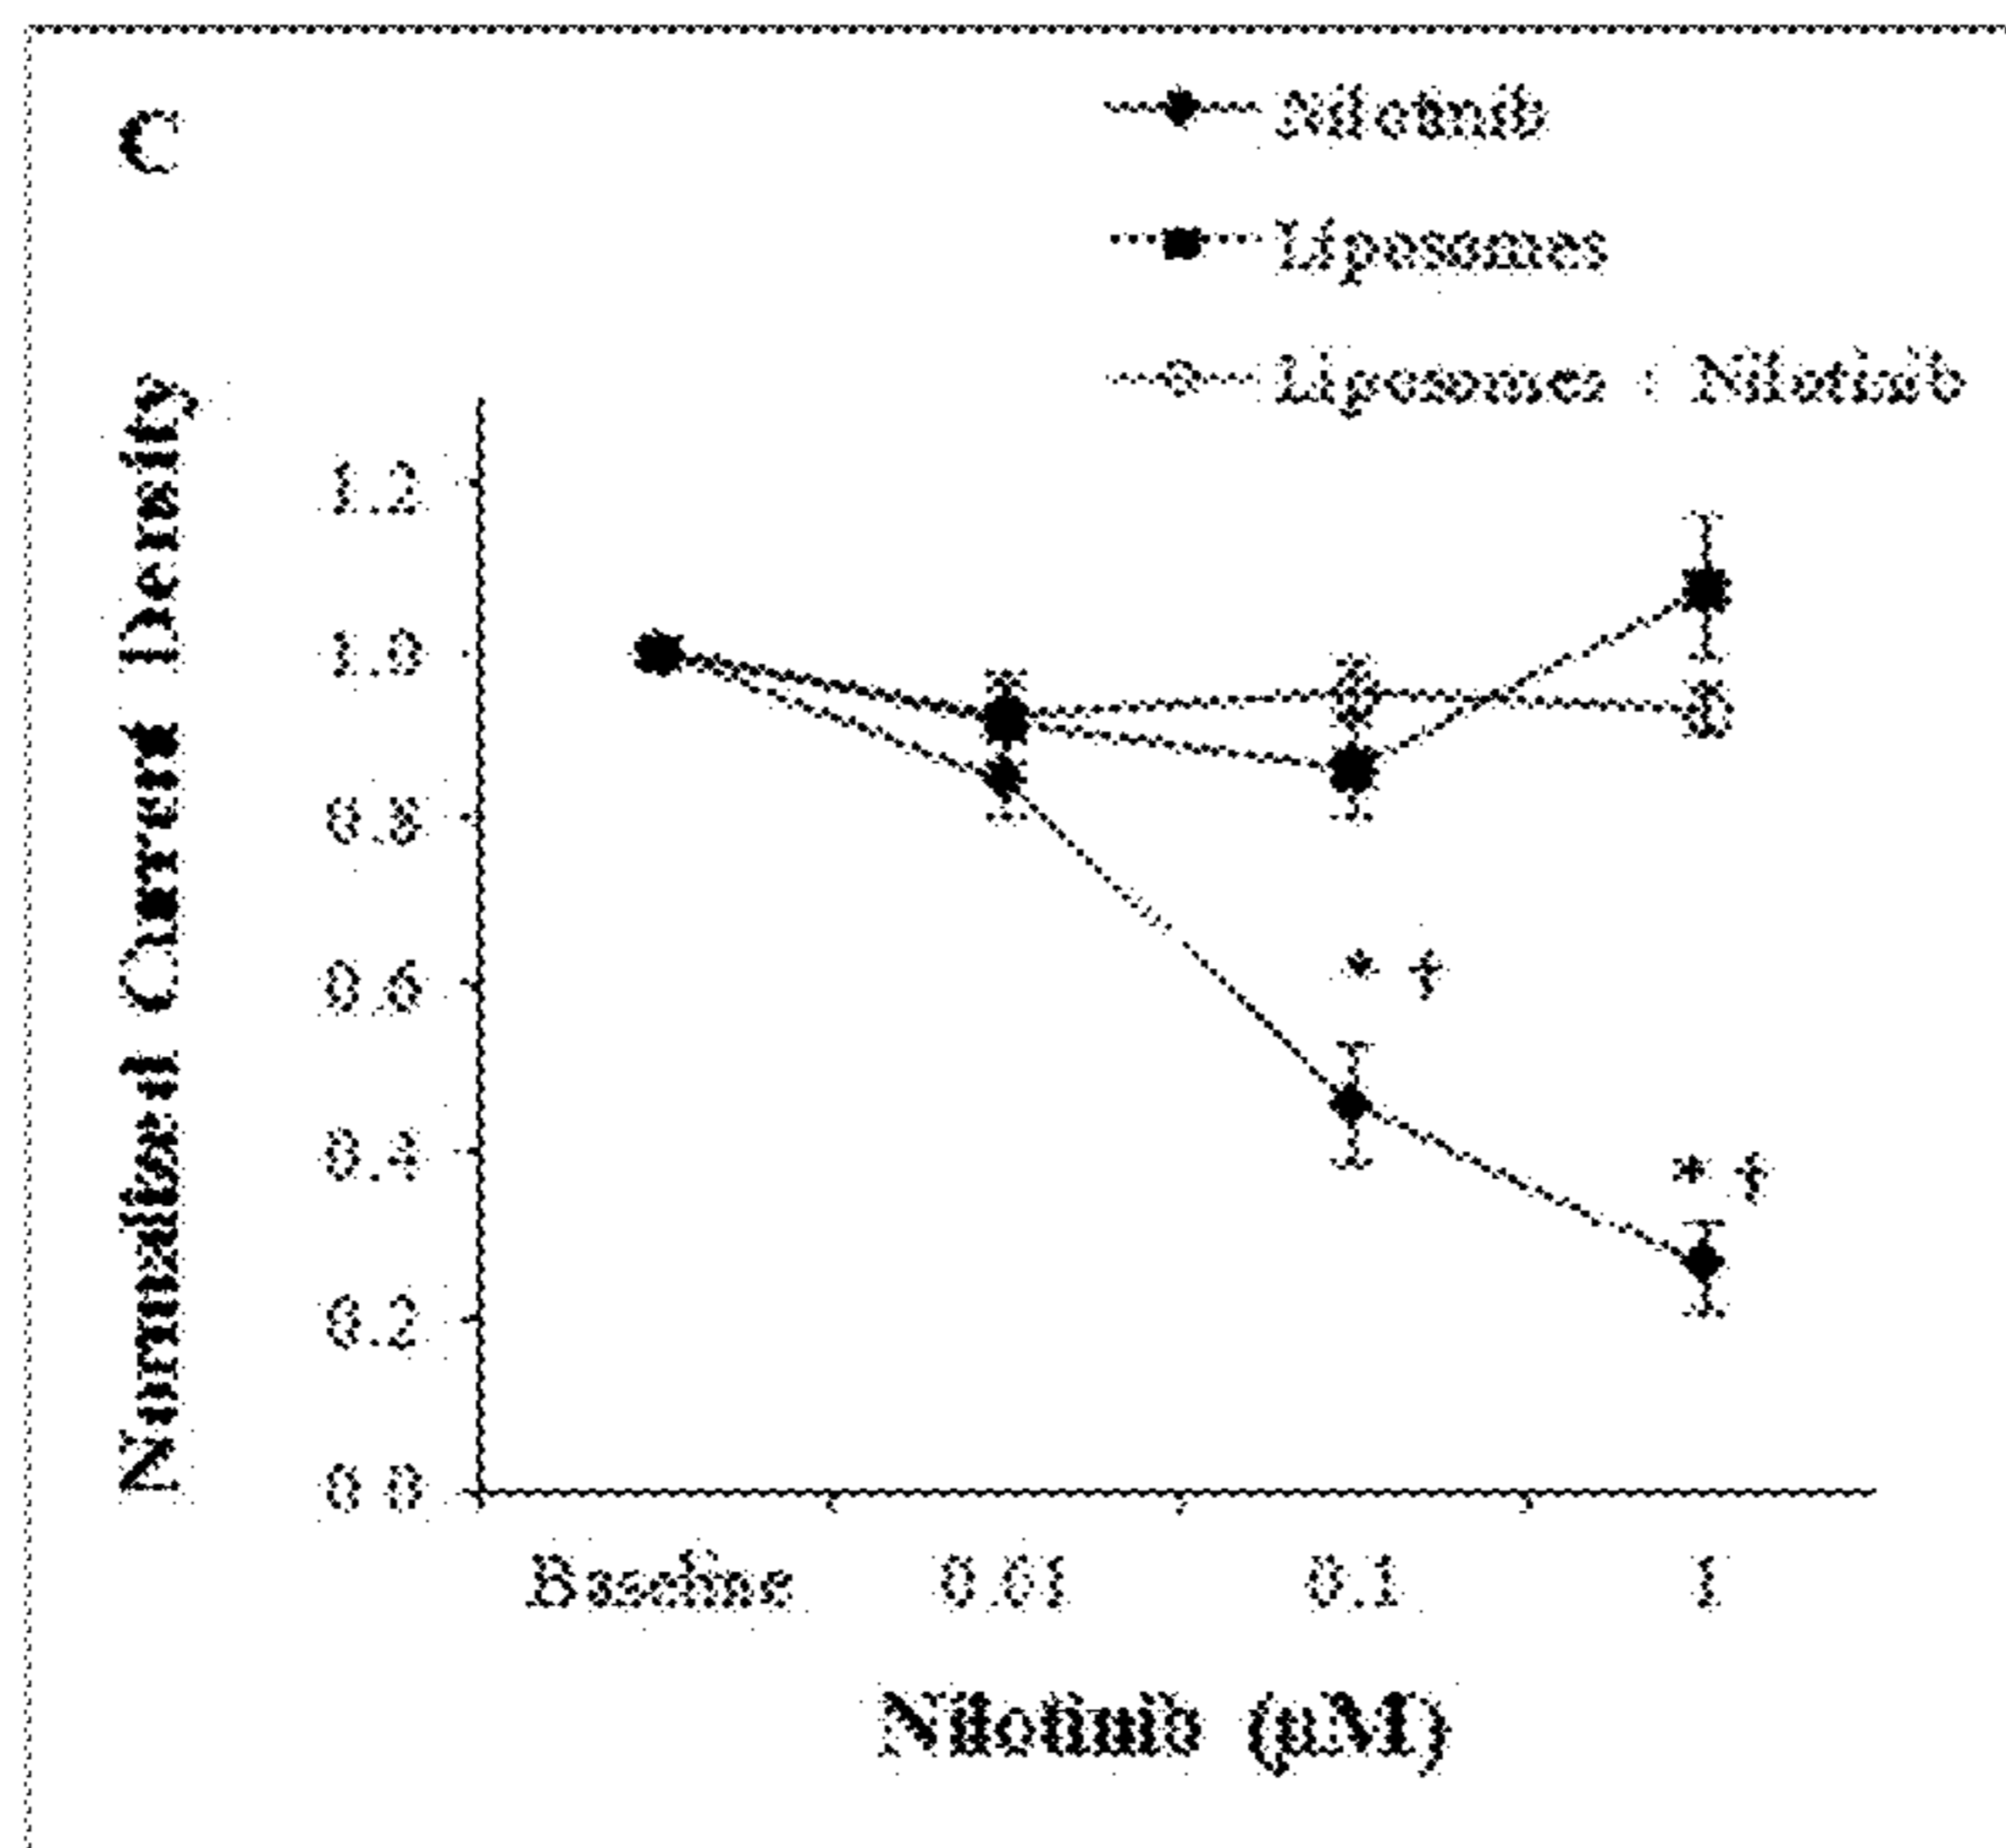 C
Nilotinib
Liposomes
Liposomes : Nilotinib
Normalized Current Density
1.2
1.0
0.8
0.6
0.4
0.2
0.0
* †
* †
Baseline 0.01 0.1 1
Nilotinib (μM)